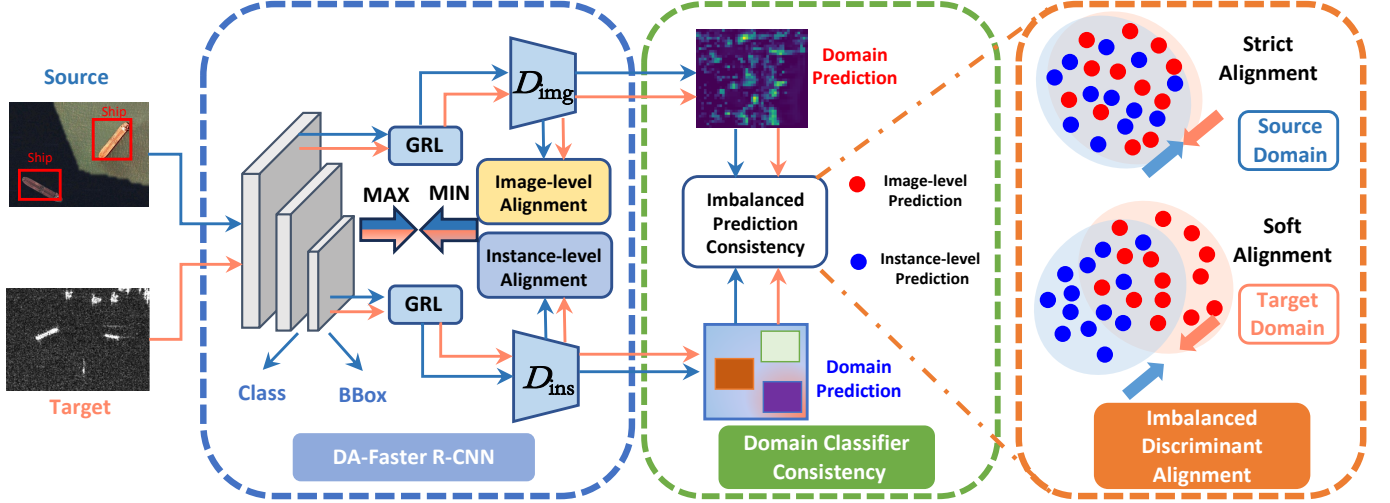 Source
Ship
Ship
Target
GRL
D_img
Image-level
Alignment
MAX
MIN
Instance-level
Alignment
GRL
D_ins
Class
BBox
DA-Faster R-CNN
Domain
Prediction
Imbalanced
Prediction
Consistency
Domain
Prediction
Image-level
Prediction
Instance-level
Prediction
Domain Classifier
Consistency
Strict
Alignment
Source
Domain
Soft
Alignment
Target
Domain
Imbalanced
Discriminant
Alignment